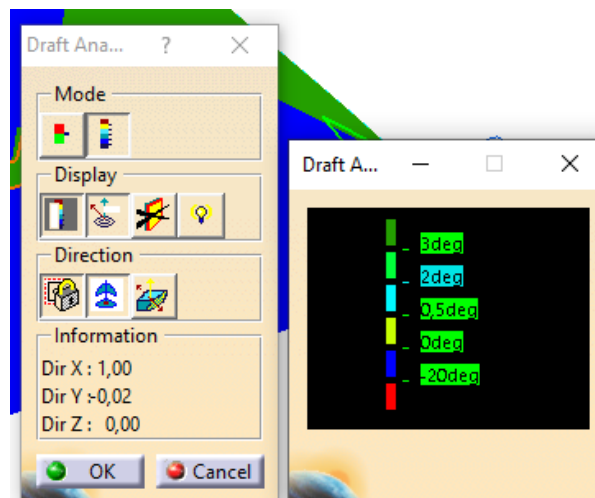 Draft Ana...
?
Mode
Display
Direction
Information
Dir X : 1,00
Dir Y :-0,02
Dir Z : 0,00
OK
Cancel
Draft A...
3deg
2deg
0,5deg
0deg
-20deg